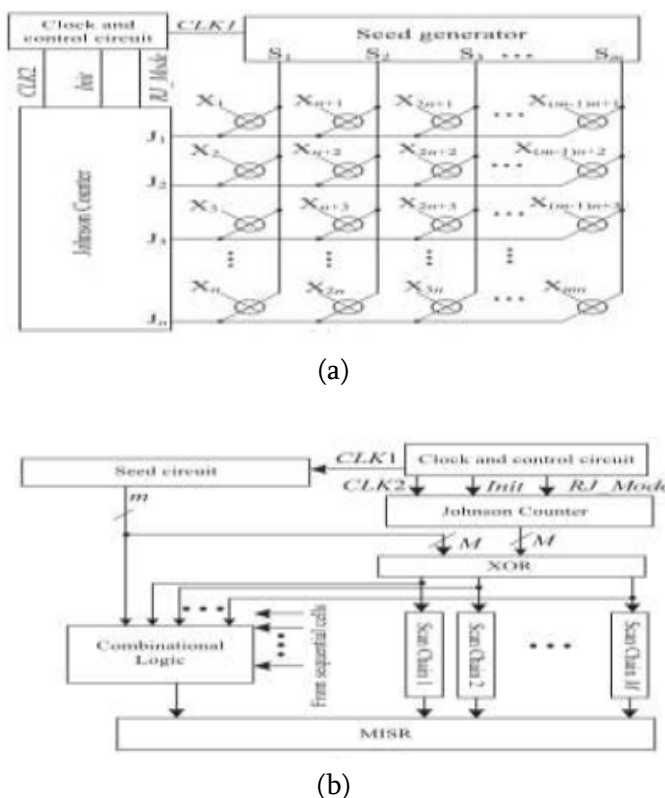 Clock and
control circuit
CLK1
Seed generator
S1 S2 S3 ••• Sm
CLK2
Init
RJ_Mode
Johnson Counter
X1 Xn+1 X2n+1 ••• X(m-1)n+1
J1
X2 Xn+2 X2n+2 ••• X(m-1)n+2
J2
X3 Xn+3 X2n+3 ••• X(m-1)n+3
J3
Xn X2n X3n ••• Xmn
Jn
(a)
Seed circuit
CLK1
Clock and control circuit
CLK2 Init RJ_Mode
m
Johnson Counter
M M
XOR
Combinational
Logic
From sequential cells
Scan Chain 1
Scan Chain 2
•••
Scan Chain M
MISR
(b)